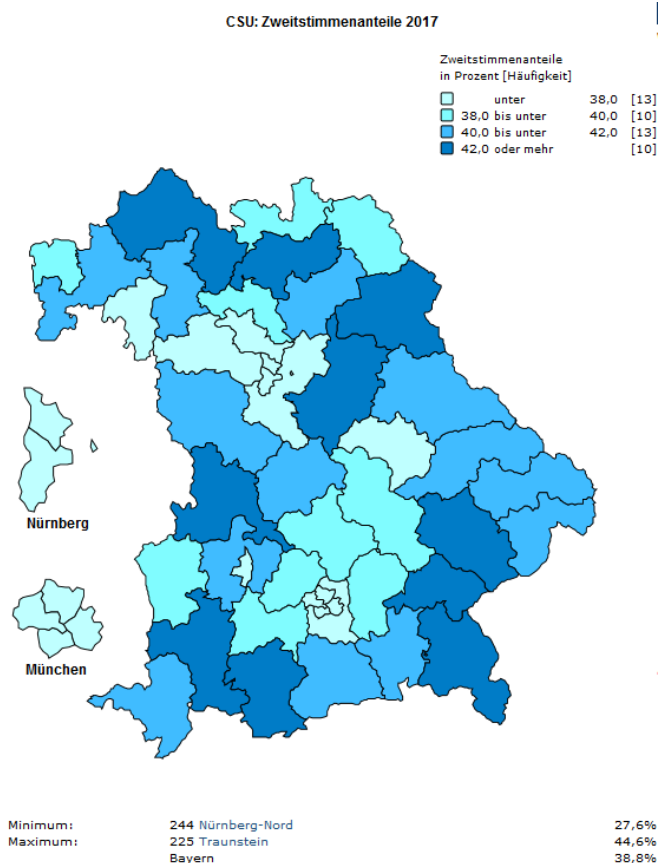 CSU: Zweitstimmenanteile 2017
Zweitstimmenanteile
in Prozent [Häufigkeit]
unter 38,0 [13]
38,0 bis unter 40,0 [10]
40,0 bis unter 42,0 [13]
42,0 oder mehr [10]
Nürnberg
München
Minimum: 244 Nürnberg-Nord 27,6%
Maximum: 225 Traunstein 44,6%
Bayern 38,8%